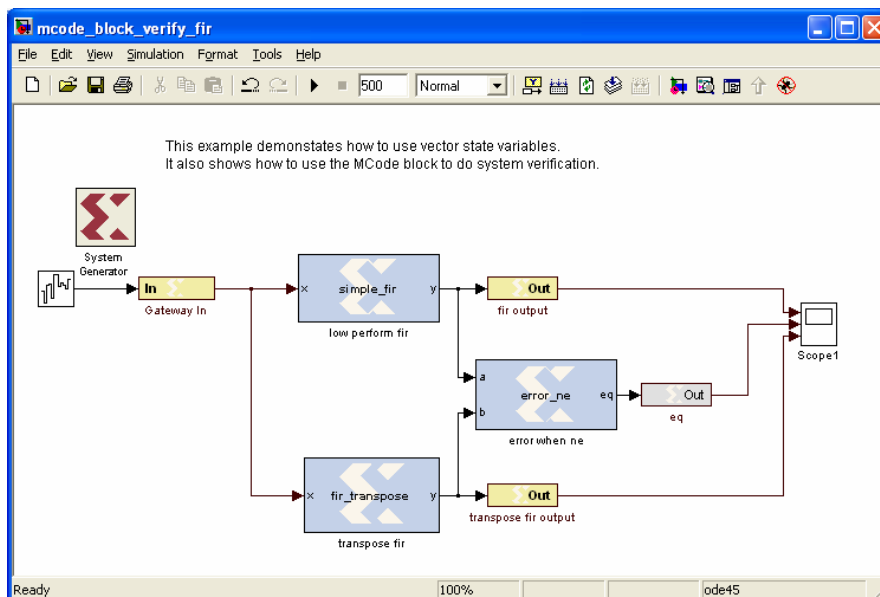 mcode_block_verify_fir
File Edit View Simulation Format Tools Help
500 Normal
This example demonstates how to use vector state variables.
It also shows how to use the MCode block to do system verification.
System
Generator
In
Gateway In
x simple_fir y
low perform fir
Out
fir output
Scope1
a
b
error_ne
eq
error when ne
Out
eq
x fir_transpose y
transpose fir
Out
transpose fir output
Ready 100% ode45